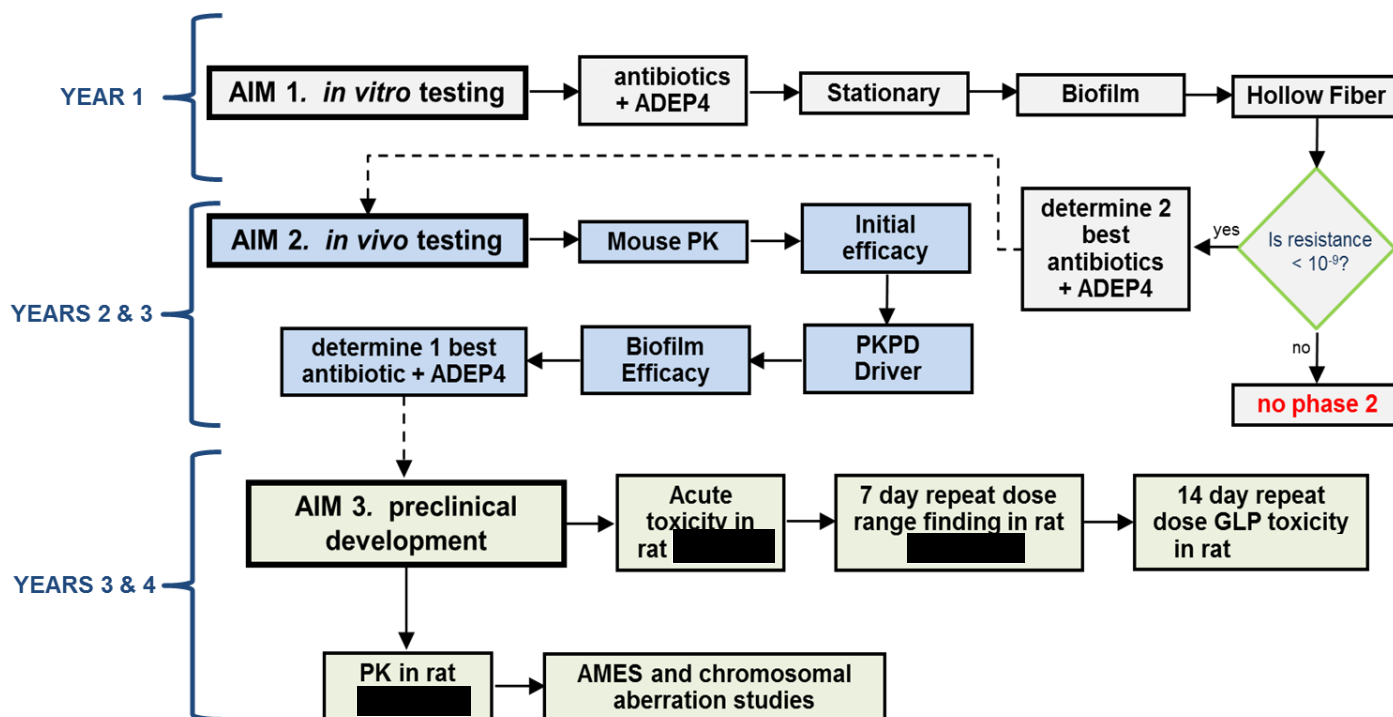 YEAR 1
AIM 1. in vitro testing
antibiotics
+ ADEP4
Stationary
Biofilm
Hollow Fiber
Is resistance
< 10⁻⁹?
yes
no
determine 2
best
antibiotics
+ ADEP4
no phase 2
YEARS 2 & 3
AIM 2. in vivo testing
Mouse PK
Initial
efficacy
PKPD
Driver
Biofilm
Efficacy
determine 1 best
antibiotic + ADEP4
YEARS 3 & 4
AIM 3. preclinical
development
Acute
toxicity in
rat
7 day repeat dose
range finding in rat
14 day repeat
dose GLP toxicity
in rat
PK in rat
AMES and chromosomal
aberration studies